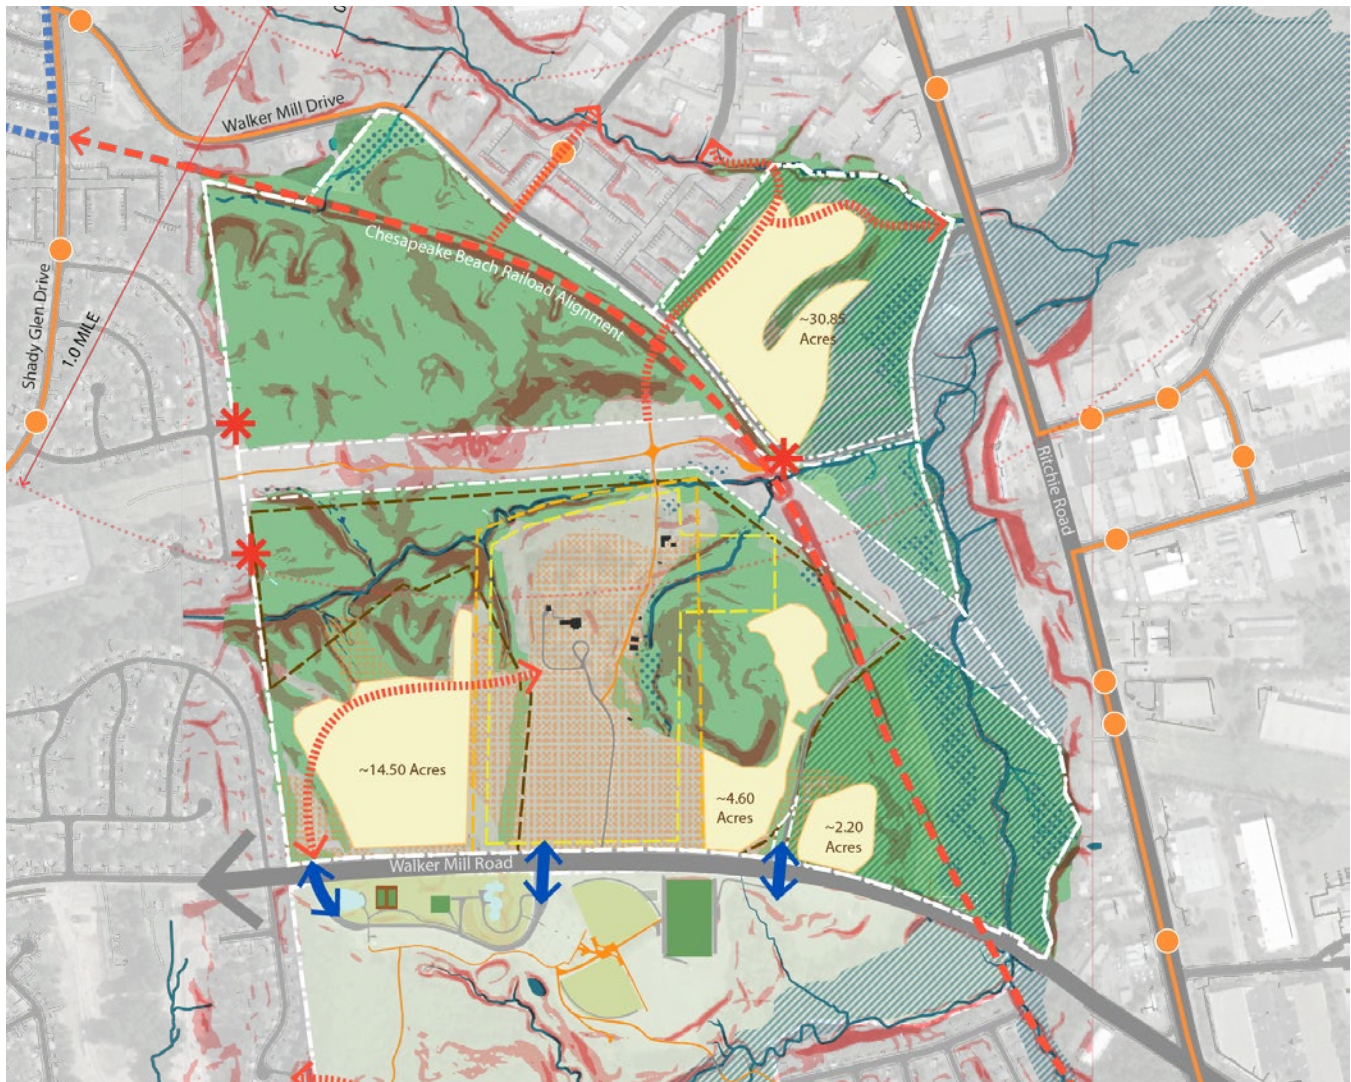 Walker Mill Drive
Chesapeake Beach Raiload Alignment
Shady Glen Drive
1.0 MILE
~30.85
Acres
Ritchie Road
~14.50 Acres
~4.60
Acres
~2.20
Acres
Walker Mill Road